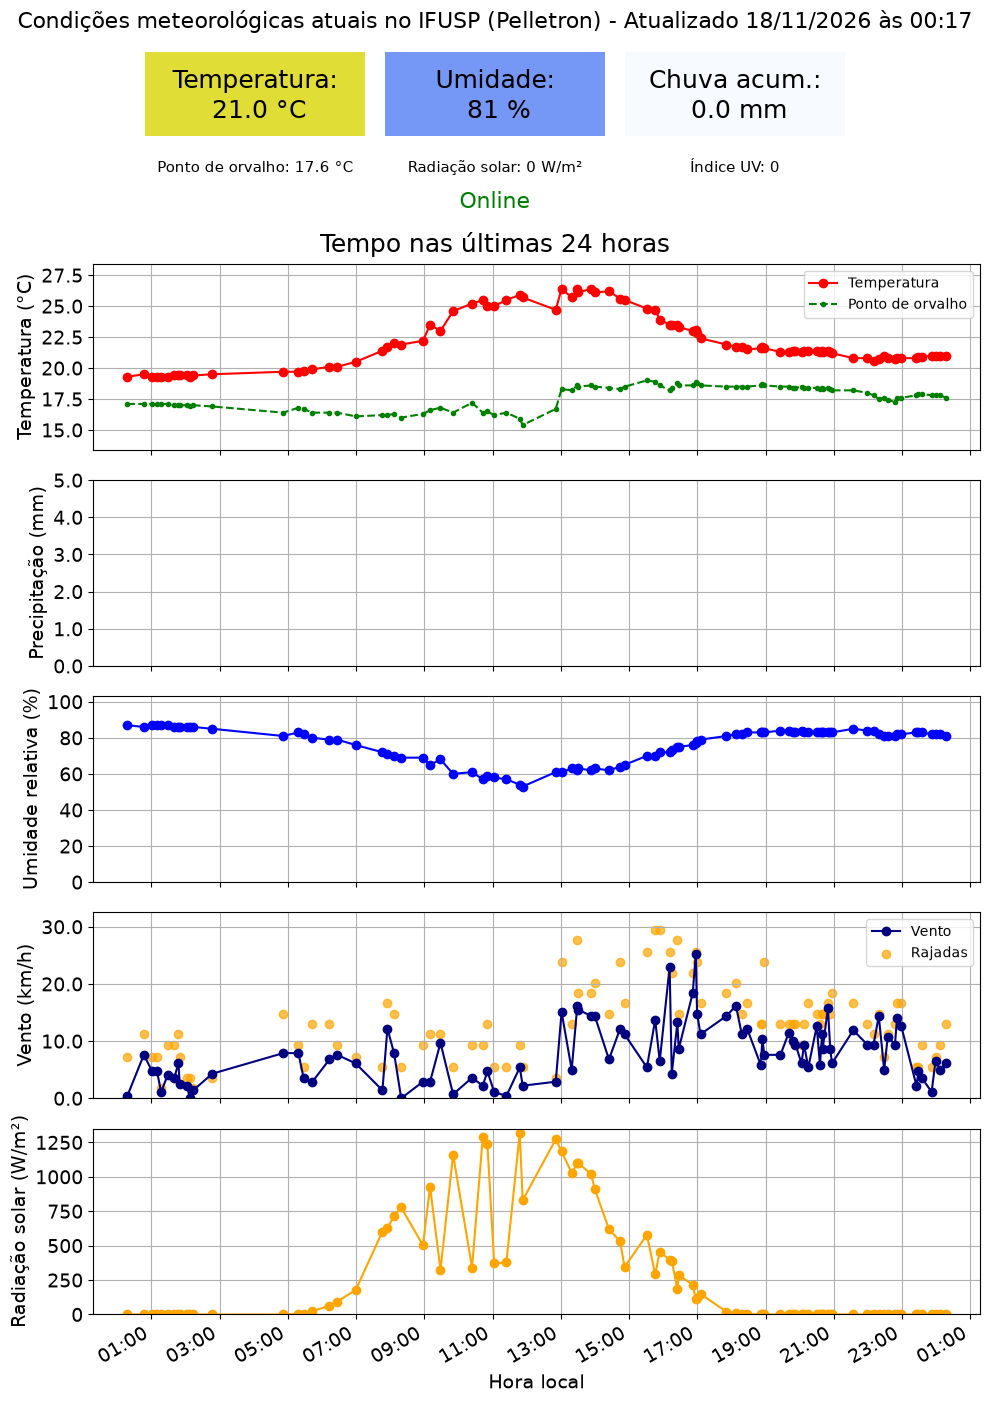 Condições meteorológicas atuais no IFUSP (Pelletron) - Atualizado 18/11/2026 às 00:17
Temperatura:
21.0 °C
Umidade:
81 %
Chuva acum.:
0.0 mm
Ponto de orvalho: 17.6 °C
Radiação solar: 0 W/m²
Índice UV: 0
Online
Tempo nas últimas 24 horas
Temperatura (°C)
27.5
25.0
22.5
20.0
17.5
15.0
Temperatura
Ponto de orvalho
Precipitação (mm)
5.0
4.0
3.0
2.0
1.0
0.0
Umidade relativa (%)
100
80
60
40
20
0
Vento (km/h)
30.0
20.0
10.0
0.0
Vento
Rajadas
Radiação solar (W/m²)
1250
1000
750
500
250
0
01:00
03:00
05:00
07:00
09:00
11:00
13:00
15:00
17:00
19:00
21:00
23:00
01:00
Hora local